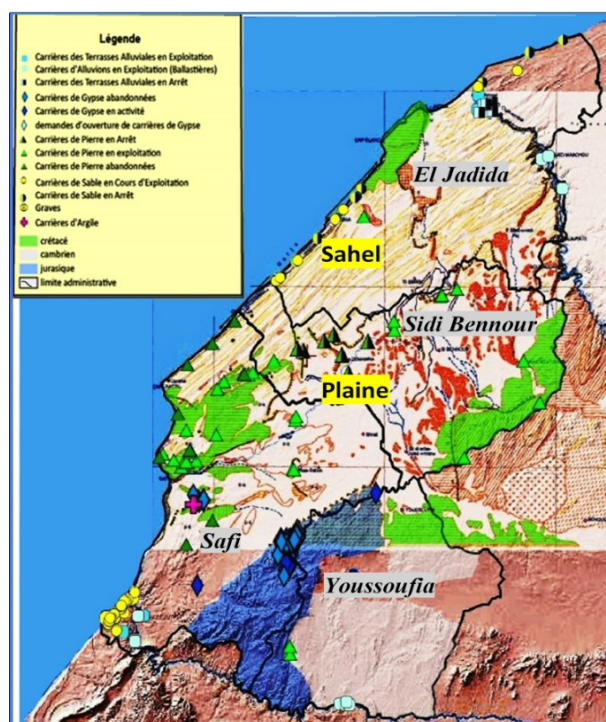 Légende
Carrières des Terrasses Alluviales en Exploitation
Carrières d'Alluvions en Exploitation (Ballastières)
Carrières des Terrasses Alluviales en Arrêt
Carrières de Gypse abandonnées
Carrières de Gypse en activité
demandes d'ouverture de carrières de Gypse
Carrières de Pierre en Arrêt
Carrières de Pierre en exploitation
Carrières de Pierre abandonnées
Carrières de Sable en Cours d'Exploitation
Carrières de Sable en Arrêt
Graves
Carrières d'Argile
crétacé
cambrien
jurasique
limite administrative
El Jadida
Sahel
Sidi Bennour
Plaine
Safi
Youssoufia